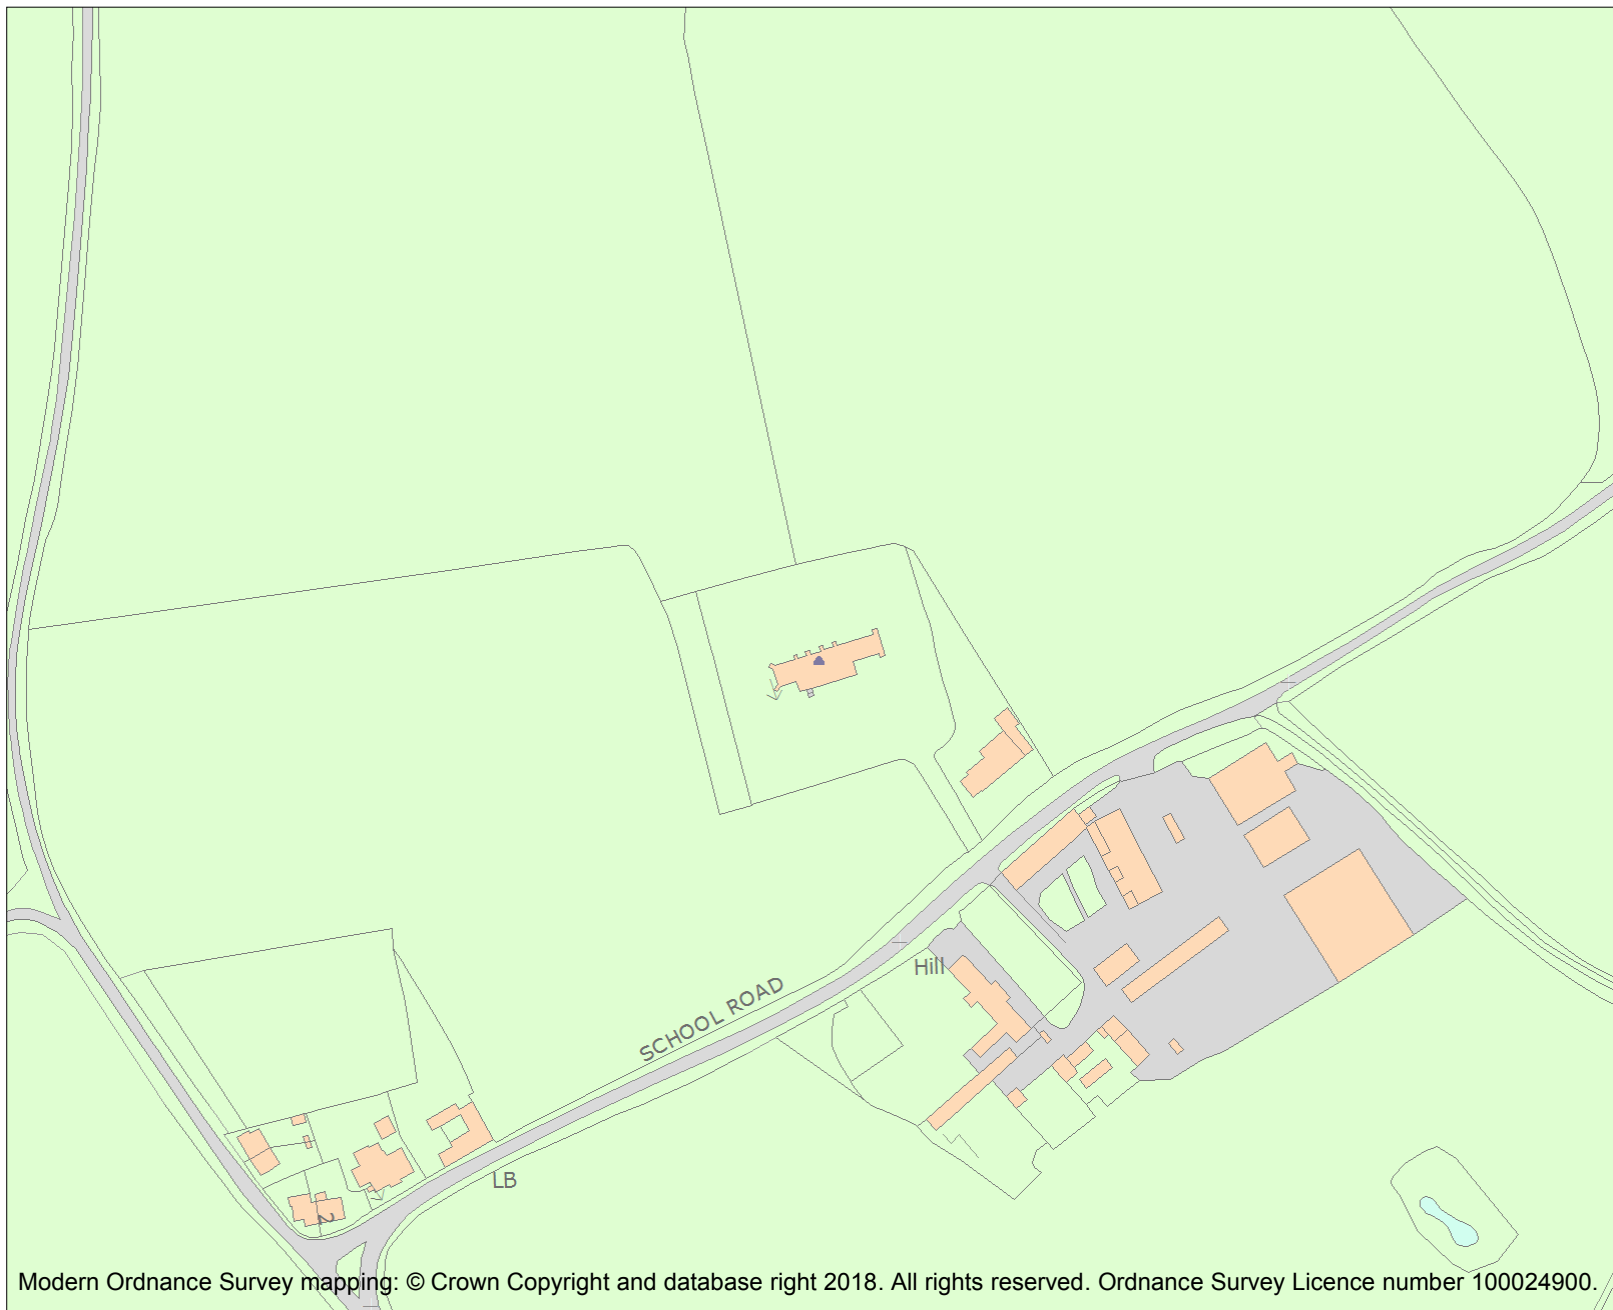 Hill
SCHOOL ROAD
LB
2
Modern Ordnance Survey mapping: © Crown Copyright and database right 2018. All rights reserved. Ordnance Survey Licence number 100024900.